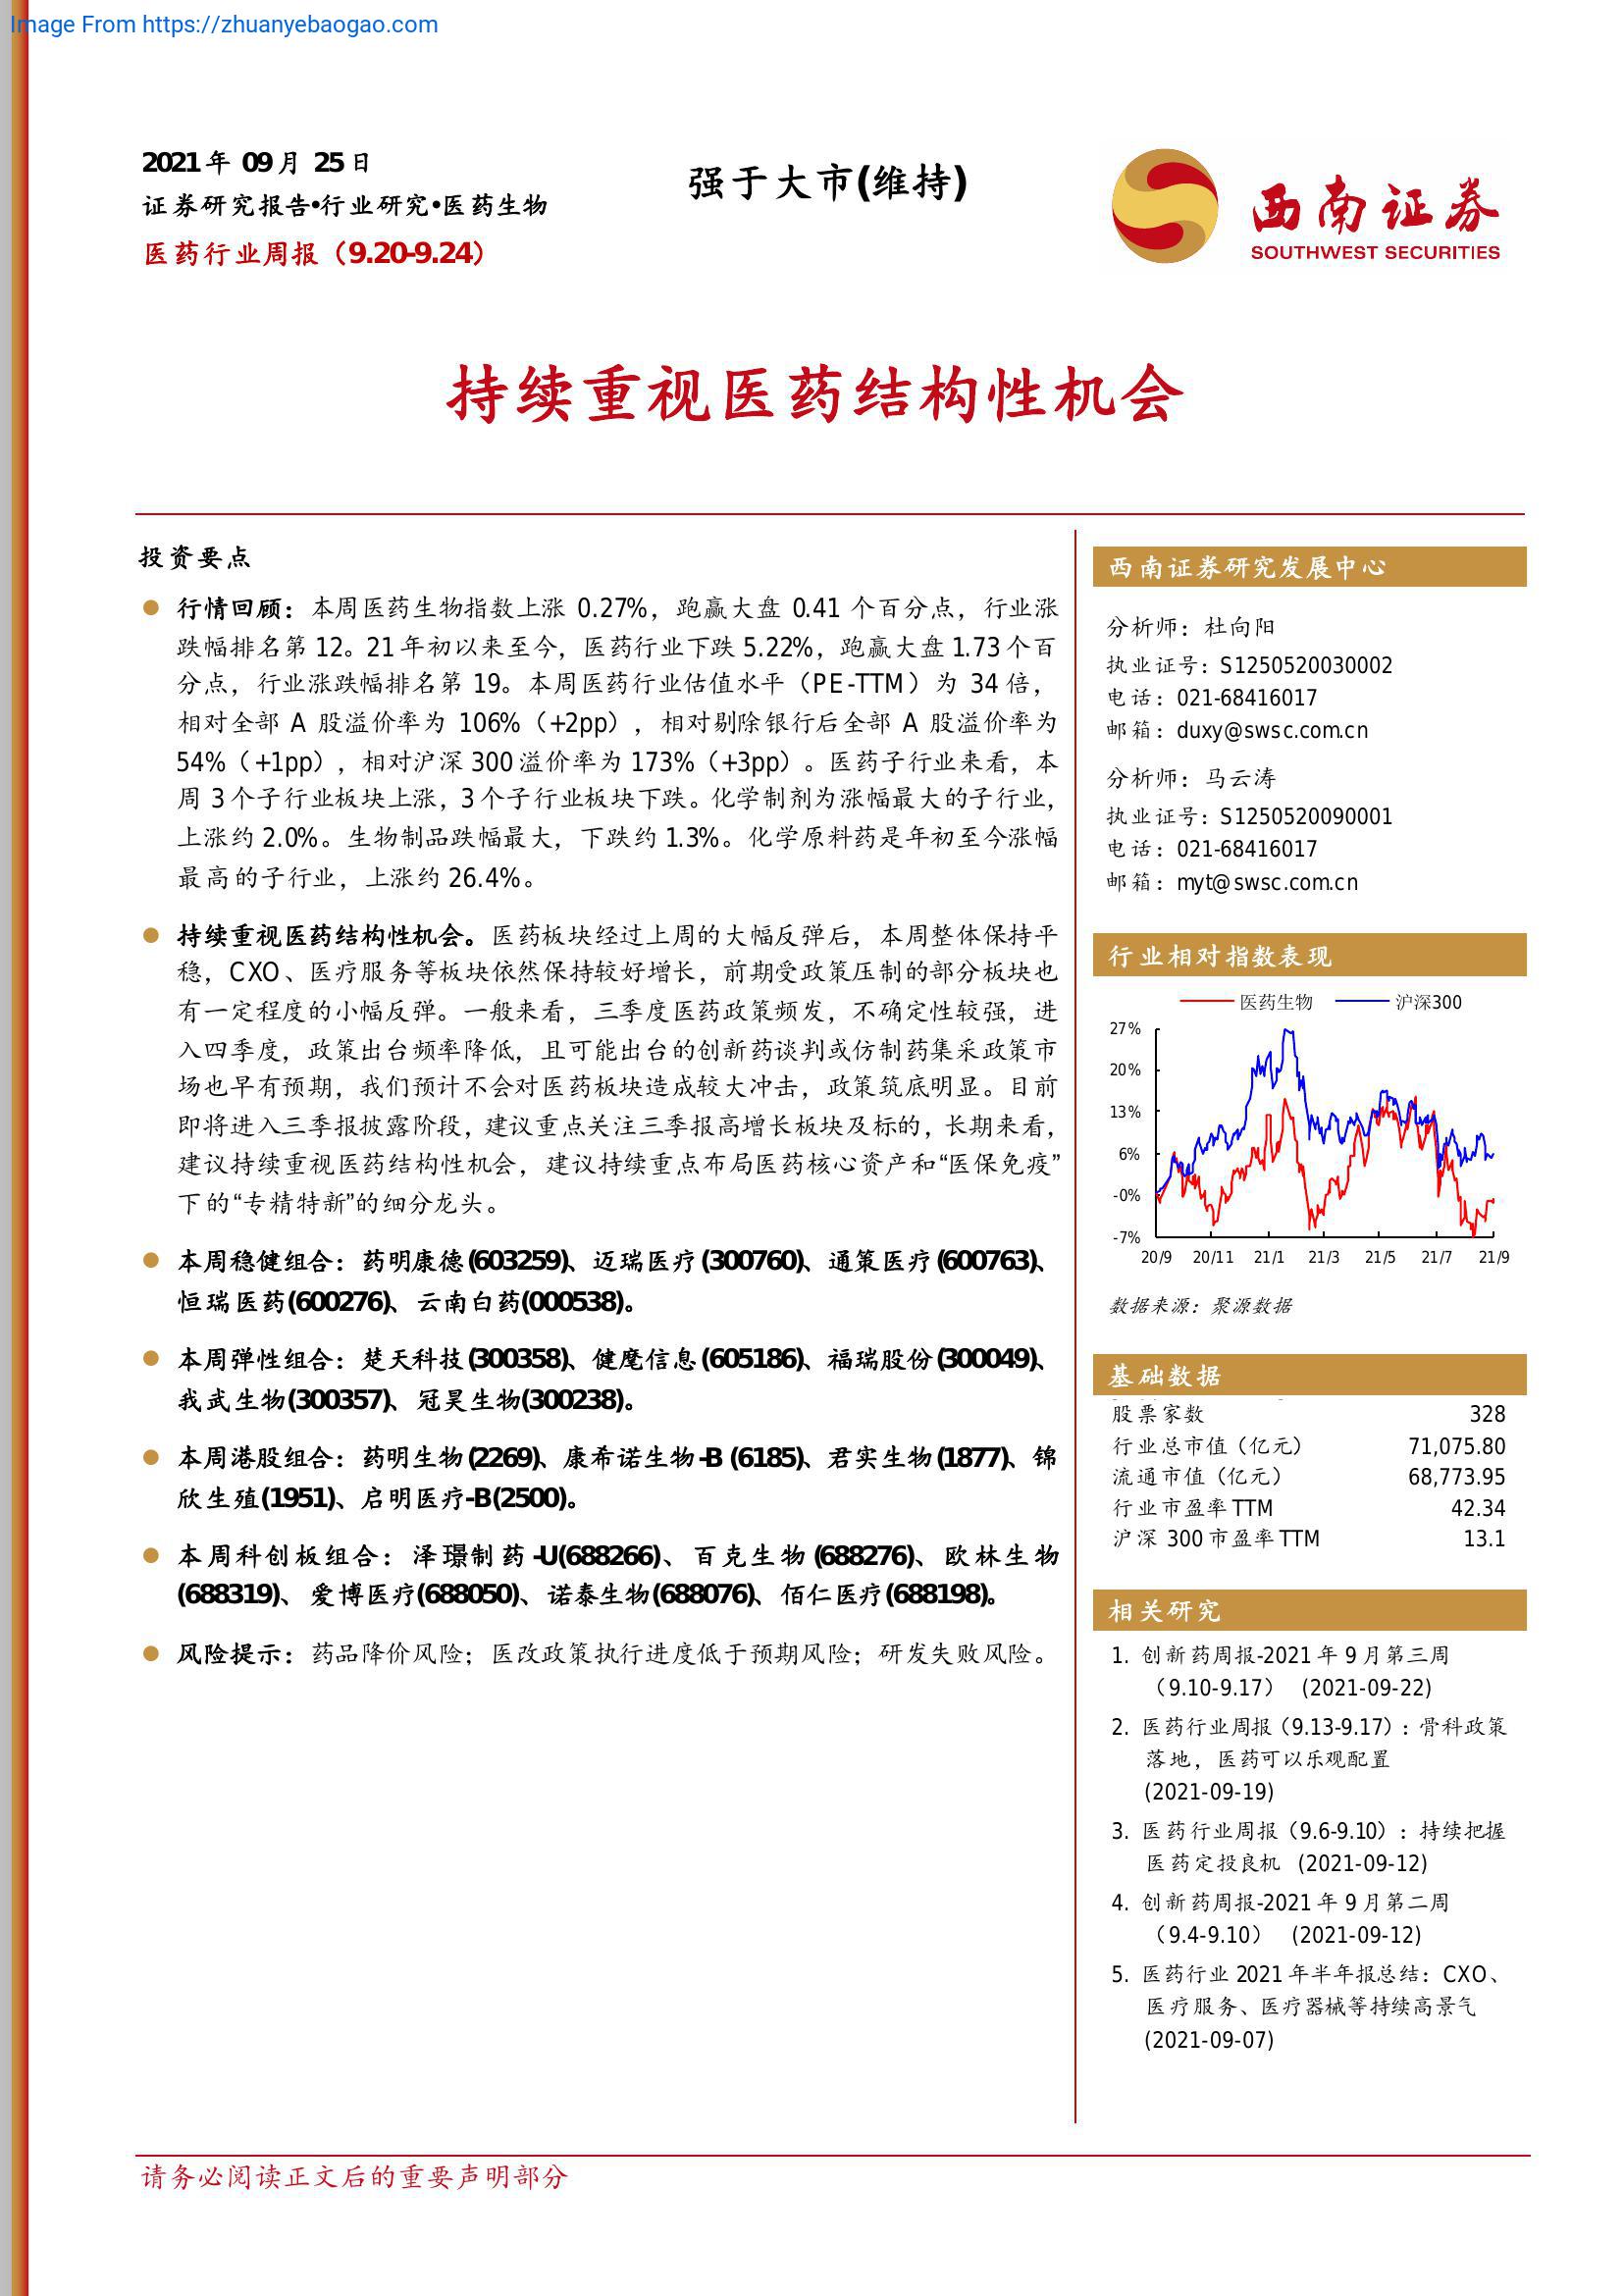 Image From https://zhuanyebaogao.com
2021年 09月 25日
证券研究报告•行业研究•医药生物
医药行业周报（9.20-9.24）
强于大市(维持)
西南证券
SOUTHWEST SECURITIES
持续重视医药结构性机会
投资要点
行情回顾：本周医药生物指数上涨 0.27%，跑赢大盘 0.41 个百分点，行业涨
跌幅排名第 12。21 年初以来至今，医药行业下跌 5.22%，跑赢大盘 1.73 个百
分点，行业涨跌幅排名第 19。本周医药行业估值水平（PE-TTM）为 34 倍，
相对全部 A 股溢价率为 106%（+2pp），相对剔除银行后全部 A 股溢价率为
54%（+1pp），相对沪深 300 溢价率为 173%（+3pp）。医药子行业来看，本
周 3 个子行业板块上涨，3 个子行业板块下跌。化学制剂为涨幅最大的子行业，
上涨约 2.0%。生物制品跌幅最大，下跌约 1.3%。化学原料药是年初至今涨幅
最高的子行业，上涨约 26.4%。
持续重视医药结构性机会。医药板块经过上周的大幅反弹后，本周整体保持平
稳，CXO、医疗服务等板块依然保持较好增长，前期受政策压制的部分板块也
有一定程度的小幅反弹。一般来看，三季度医药政策频发，不确定性较强，进
入四季度，政策出台频率降低，且可能出台的创新药谈判或仿制药集采政策市
场也早有预期，我们预计不会对医药板块造成较大冲击，政策筑底明显。目前
即将进入三季报披露阶段，建议重点关注三季报高增长板块及标的，长期来看，
建议持续重视医药结构性机会，建议持续重点布局医药核心资产和“医保免疫”
下的“专精特新”的细分龙头。
本周稳健组合：药明康德(603259)、迈瑞医疗(300760)、通策医疗(600763)、
恒瑞医药(600276)、云南白药(000538)。
本周弹性组合：楚天科技(300358)、健麾信息(605186)、福瑞股份(300049)、
我武生物(300357)、冠昊生物(300238)。
本周港股组合：药明生物(2269)、康希诺生物-B (6185)、君实生物(1877)、锦
欣生殖(1951)、启明医疗-B(2500)。
本周科创板组合：泽璟制药-U(688266)、百克生物(688276)、欧林生物
(688319)、爱博医疗(688050)、诺泰生物(688076)、佰仁医疗(688198)。
风险提示：药品降价风险；医改政策执行进度低于预期风险；研发失败风险。
西南证券研究发展中心
分析师：杜向阳
执业证号：S1250520030002
电话：021-68416017
邮箱：duxy@swsc.com.cn
分析师：马云涛
执业证号：S1250520090001
电话：021-68416017
邮箱：myt@swsc.com.cn
行业相对指数表现
医药生物 沪深300
27%
20%
13%
6%
-0%
-7%
20/9 20/11 21/1 21/3 21/5 21/7 21/9
数据来源：聚源数据
基础数据
股票家数 328
行业总市值（亿元） 71,075.80
流通市值（亿元） 68,773.95
行业市盈率 TTM 42.34
沪深 300 市盈率 TTM 13.1
相关研究
1. 创新药周报-2021 年 9 月第三周
（9.10-9.17） (2021-09-22)
2. 医药行业周报（9.13-9.17）：骨科政策
落地，医药可以乐观配置
(2021-09-19)
3. 医药行业周报（9.6-9.10）：持续把握
医药定投良机 (2021-09-12)
4. 创新药周报-2021 年 9 月第二周
（9.4-9.10） (2021-09-12)
5. 医药行业 2021 年半年报总结：CXO、
医疗服务、医疗器械等持续高景气
(2021-09-07)
请务必阅读正文后的重要声明部分